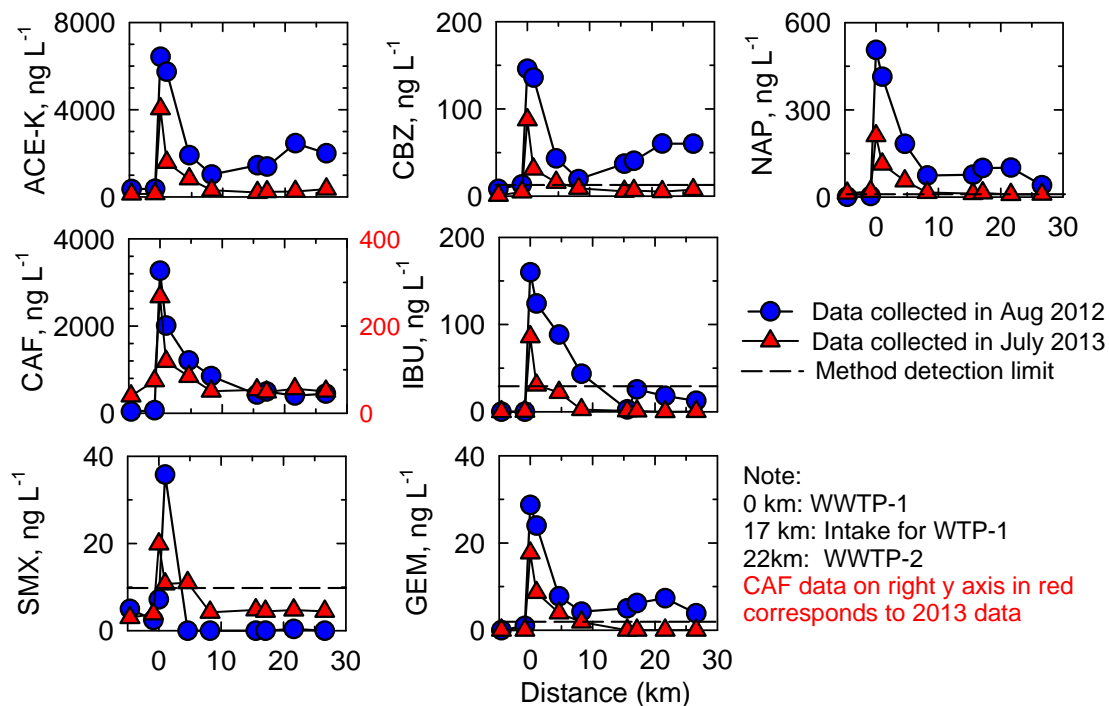 8000
4000
0
ACE-K, ng L-1
200
100
0
CBZ, ng L-1
600
300
0
NAP, ng L-1
0 10 20 30
4000
2000
0
CAF, ng L-1
400
200
0
200
100
0
IBU, ng L-1
Data collected in Aug 2012
Data collected in July 2013
Method detection limit
40
20
0
SMX, ng L-1
0 10 20 30
40
20
0
GEM, ng L-1
0 10 20 30
Distance (km)
Note:
0 km: WWTP-1
17 km: Intake for WTP-1
22km: WWTP-2
CAF data on right y axis in red
corresponds to 2013 data